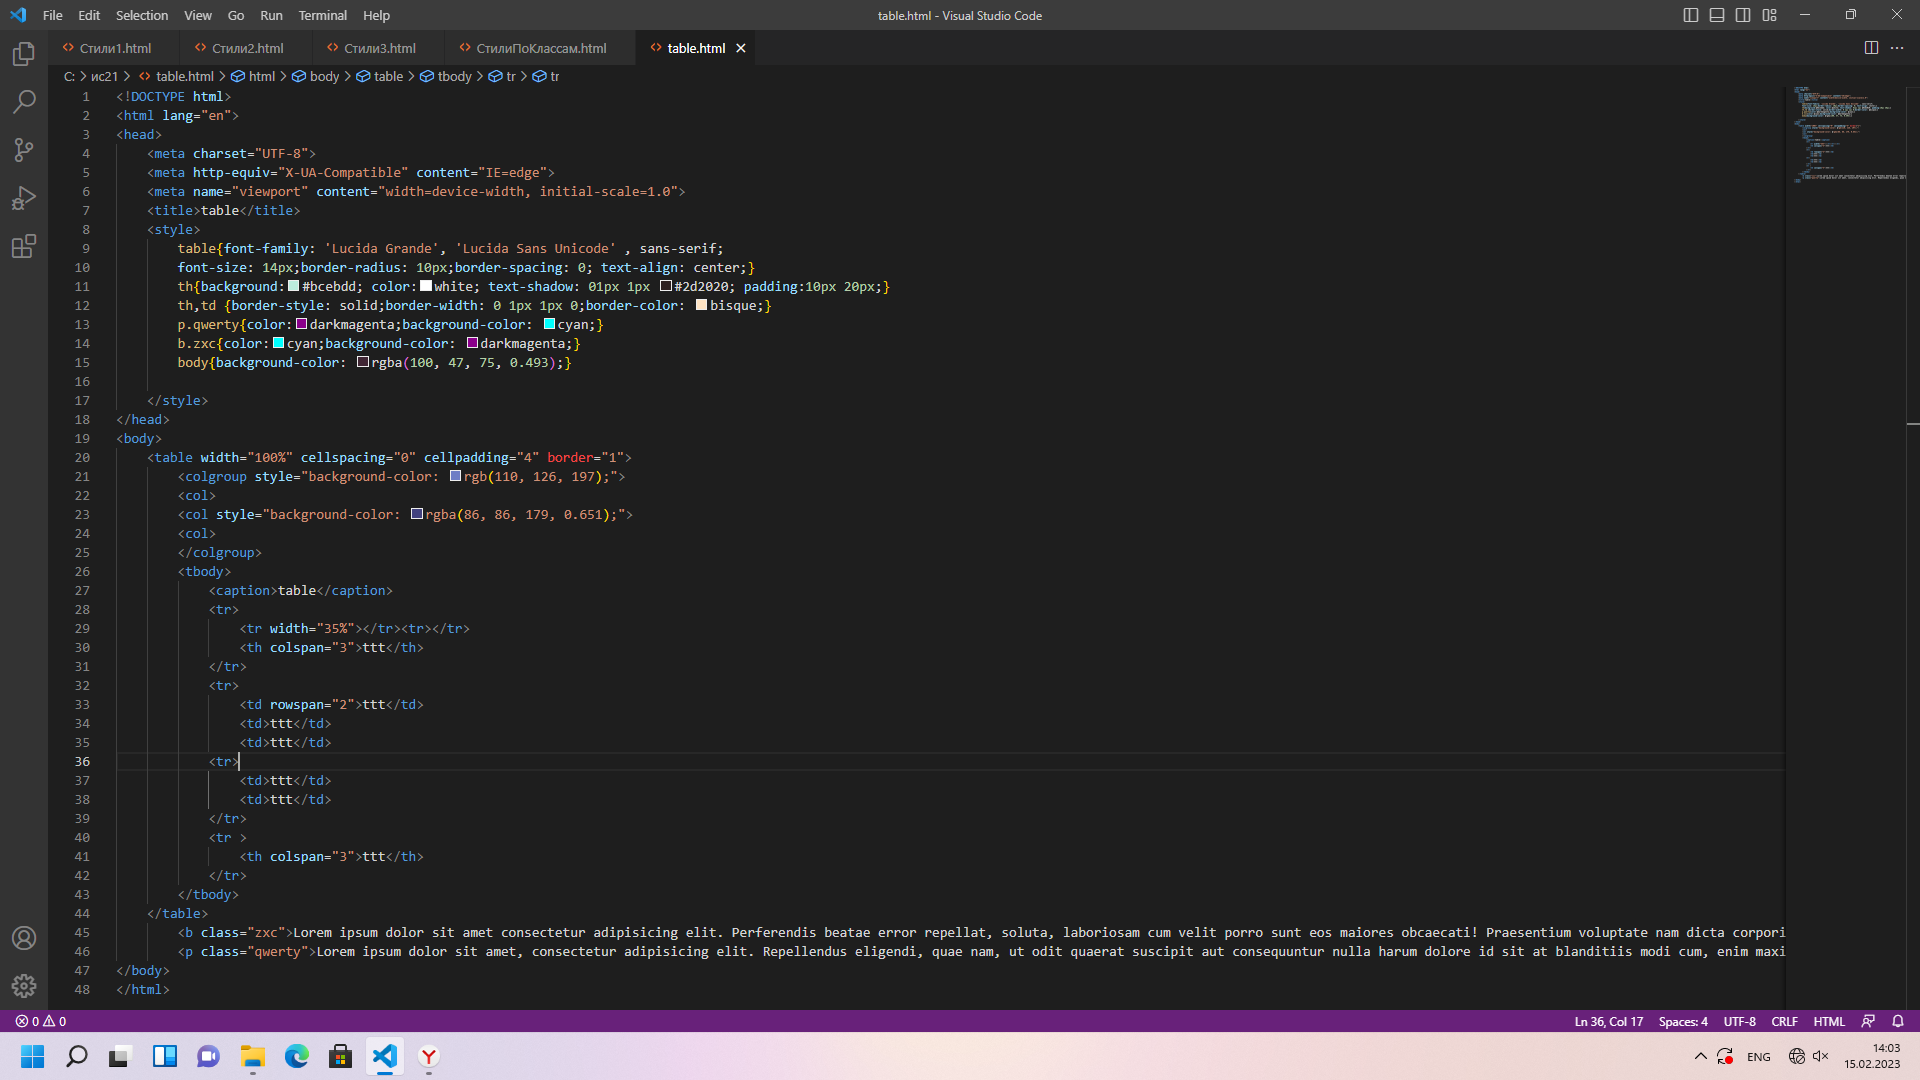 File Edit Selection View Go Run Terminal Help
table.html - Visual Studio Code
Стили1.html Стили2.html Стили3.html СтилиПоКлассам.html table.html
C: > ис21 > table.html > html > body > table > tbody > tr > tr
1 <!DOCTYPE html>
2 <html lang="en">
3 <head>
4 <meta charset="UTF-8">
5 <meta http-equiv="X-UA-Compatible" content="IE=edge">
6 <meta name="viewport" content="width=device-width, initial-scale=1.0">
7 <title>table</title>
8 <style>
9 table{font-family: 'Lucida Grande', 'Lucida Sans Unicode' , sans-serif;
10 font-size: 14px;border-radius: 10px;border-spacing: 0; text-align: center;}
11 th{background: #bcebdd; color: white; text-shadow: 01px 1px #2d2020; padding:10px 20px;}
12 th,td {border-style: solid;border-width: 0 1px 1px 0;border-color: bisque;}
13 p.qwerty{color: darkmagenta;background-color: cyan;}
14 b.zxc{color: cyan;background-color: darkmagenta;}
15 body{background-color: rgba(100, 47, 75, 0.493);}
16
17 </style>
18 </head>
19 <body>
20 <table width="100%" cellspacing="0" cellpadding="4" border="1">
21 <colgroup style="background-color: rgb(110, 126, 197);">
22 <col>
23 <col style="background-color: rgba(86, 86, 179, 0.651);">
24 <col>
25 </colgroup>
26 <tbody>
27 <caption>table</caption>
28 <tr>
29 <tr width="35%"></tr><tr></tr>
30 <th colspan="3">ttt</th>
31 </tr>
32 <tr>
33 <td rowspan="2">ttt</td>
34 <td>ttt</td>
35 <td>ttt</td>
36 <tr>
37 <td>ttt</td>
38 <td>ttt</td>
39 </tr>
40 <tr >
41 <th colspan="3">ttt</th>
42 </tr>
43 </tbody>
44 </table>
45 <b class="zxc">Lorem ipsum dolor sit amet consectetur adipisicing elit. Perferendis beatae error repellat, soluta, laboriosam cum velit porro sunt eos maiores obcaecati! Praesentium voluptate nam dicta corpori
46 <p class="qwerty">Lorem ipsum dolor sit amet, consectetur adipisicing elit. Repellendus eligendi, quae nam, ut odit quaerat suscipit aut consequuntur nulla harum dolore id sit at blanditiis modi cum, enim maxi
47 </body>
48 </html>
0 0 Ln 36, Col 17 Spaces: 4 UTF-8 CRLF HTML
ENG 14:03
15.02.2023